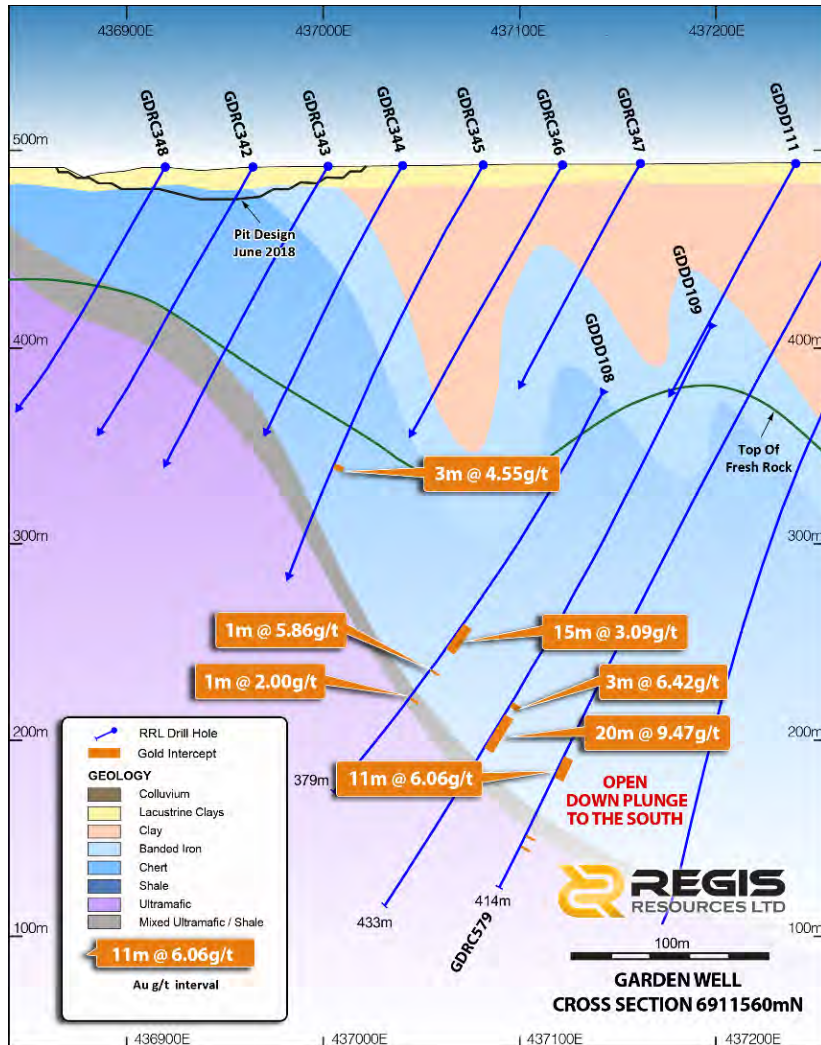 436900E
437000E
437100E
437200E
GDRC348
GDRC342
GDRC343
GDRC344
GDRC345
GDRC346
GDRC347
GDDD111
500m
500m
Pit Design
June 2018
GDDD109
GDDD108
400m
400m
Top Of
Fresh Rock
3m @ 4.55g/t
300m
300m
1m @ 5.86g/t
15m @ 3.09g/t
1m @ 2.00g/t
3m @ 6.42g/t
20m @ 9.47g/t
200m
200m
379m
11m @ 6.06g/t
OPEN
DOWN PLUNGE
TO THE SOUTH
RRL Drill Hole
Gold Intercept
GEOLOGY
Colluvium
Lacustrine Clays
Clay
Banded Iron
Chert
Shale
Ultramafic
Mixed Ultramafic / Shale
11m @ 6.06g/t
Au g/t interval
433m
414m
GDRC579
REGIS
RESOURCES LTD
100m
100m
100m
GARDEN WELL
CROSS SECTION 6911560mN
436900E
437000E
437100E
437200E